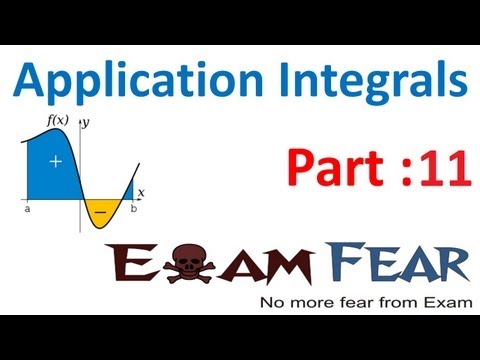 Application Integrals
f(x)
y
+
x
a
−
b
Part :11
EXAM FEAR
No more fear from Exam